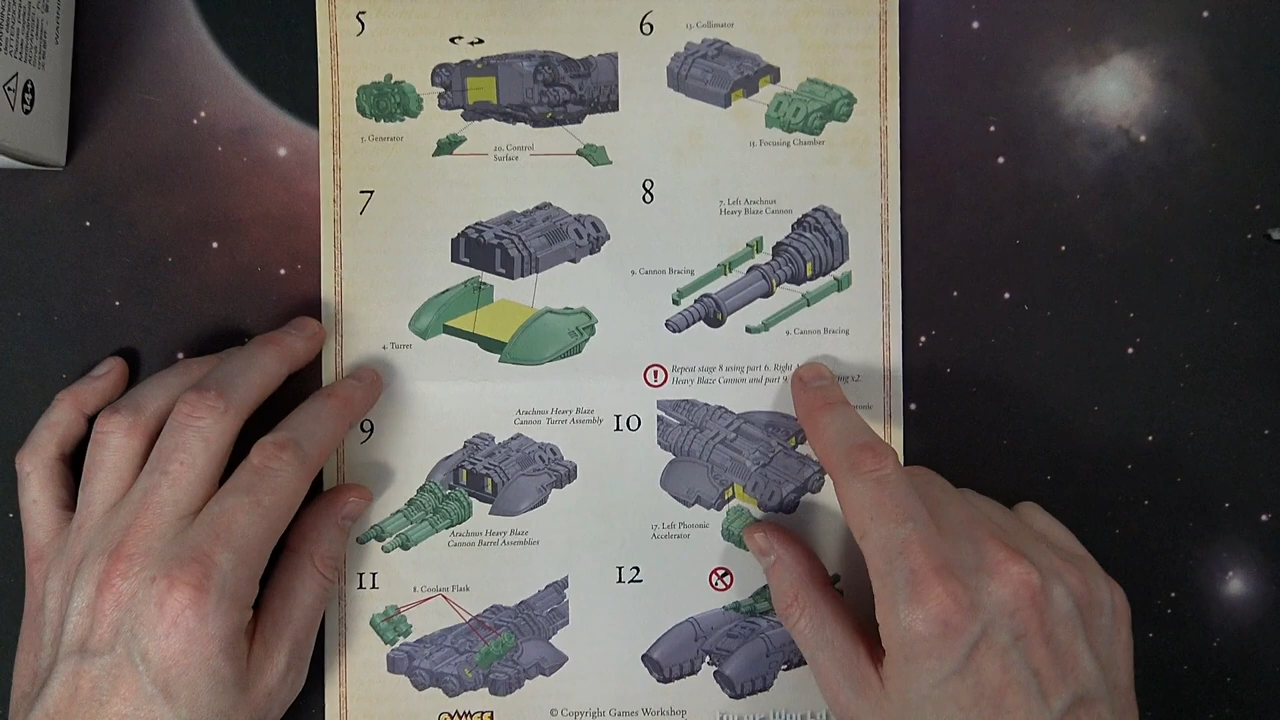 5
5. Generator
20. Control
Surface
6
13. Collimator
15. Focusing Chamber
7
4. Turret
8
7. Left Arachnus
Heavy Blaze Cannon
9. Cannon Bracing
9. Cannon Bracing
! Repeat stage 8 using part 6. Right
Heavy Blaze Cannon and part 9. x2.
9
Arachnus Heavy Blaze
Cannon Turret Assembly
Arachnus Heavy Blaze
Cannon Barrel Assemblies
10
17. Left Photonic
Accelerator
11
8. Coolant Flask
12
GAMES
© Copyright Games Workshop
14+